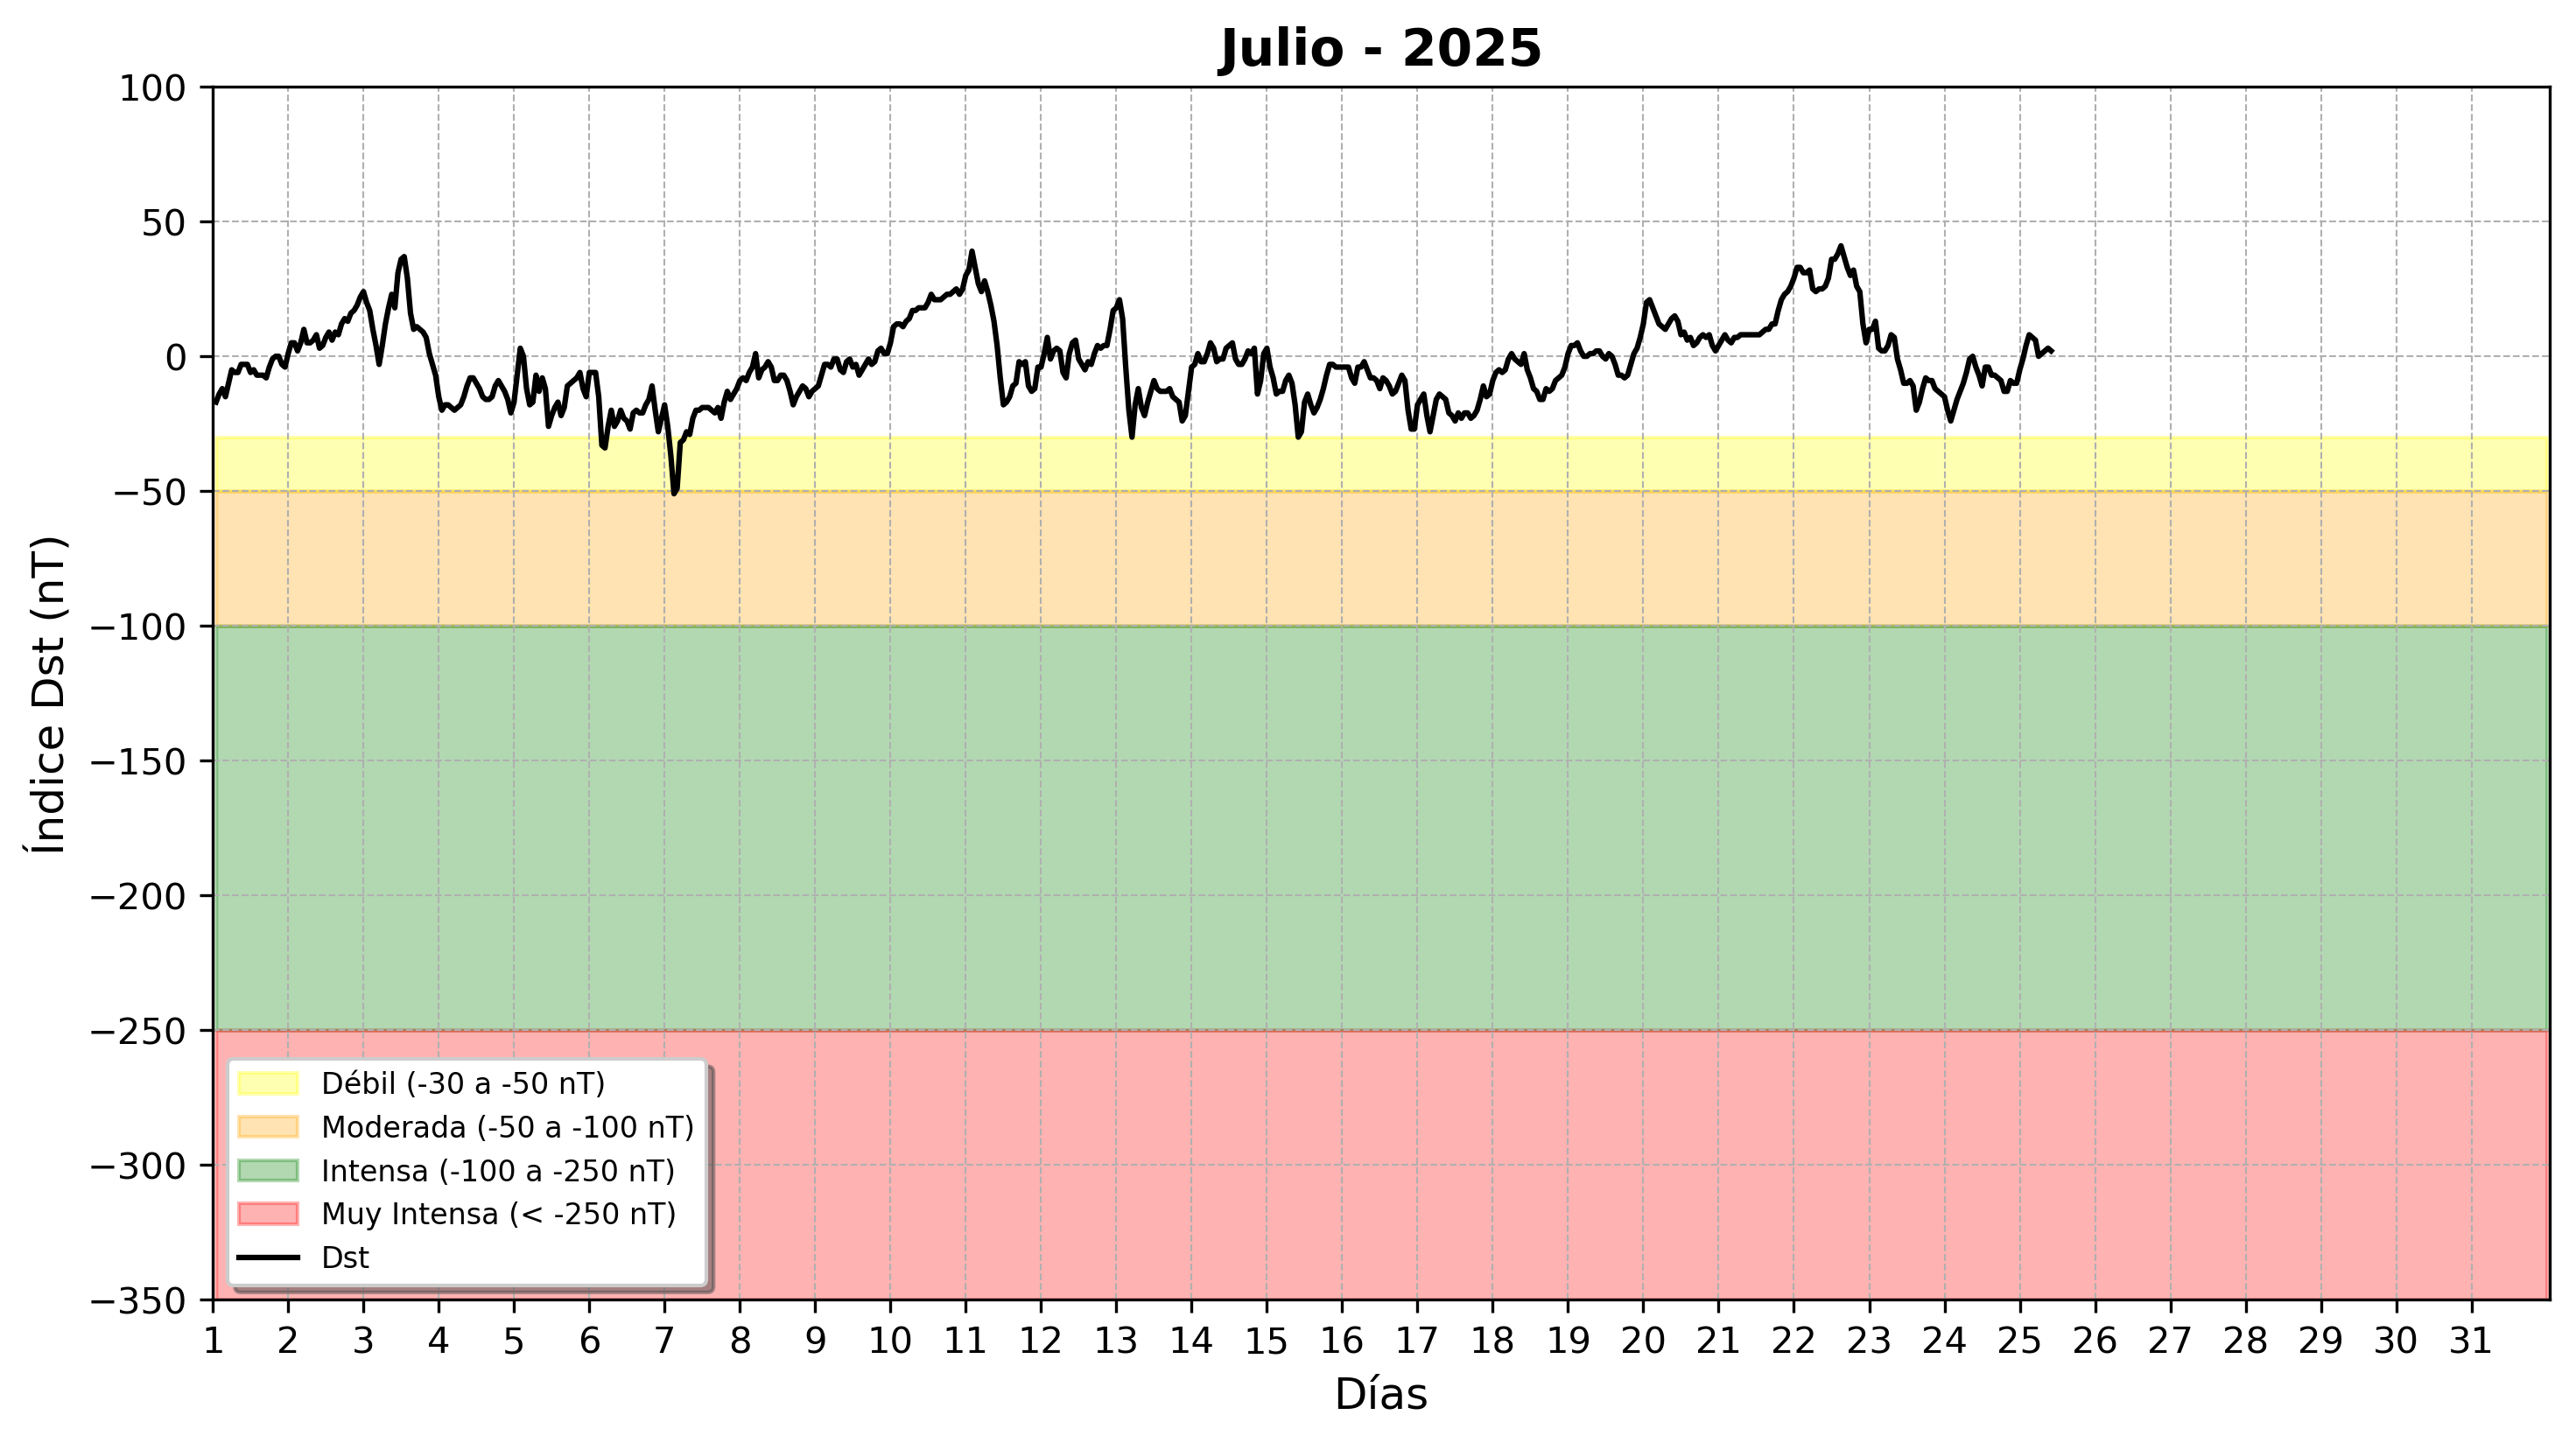 Julio - 2025
100
50
0
−50
−100
−150
−200
−250
−300
−350
Índice Dst (nT)
Débil (-30 a -50 nT)
Moderada (-50 a -100 nT)
Intensa (-100 a -250 nT)
Muy Intensa (< -250 nT)
Dst
1 2 3 4 5 6 7 8 9 10 11 12 13 14 15 16 17 18 19 20 21 22 23 24 25 26 27 28 29 30 31
Días